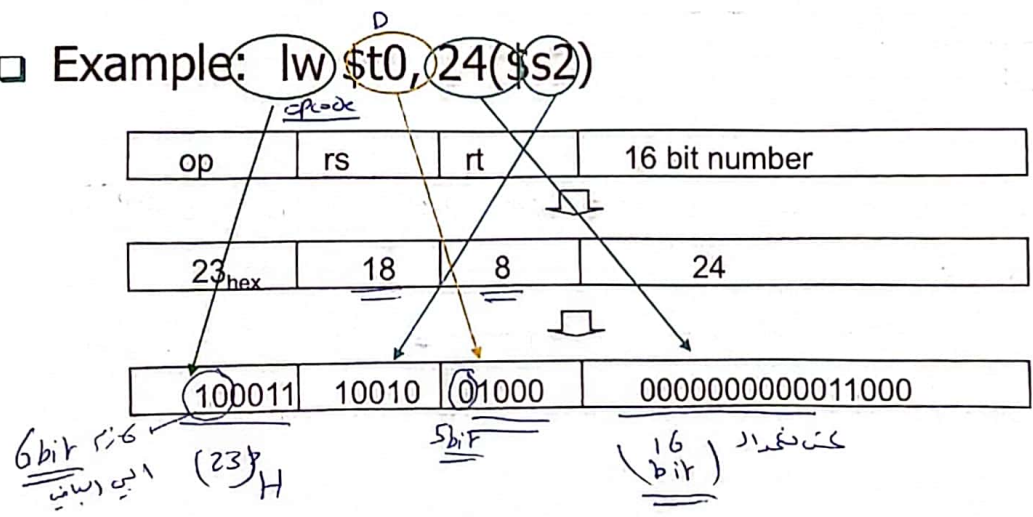 D
Example: lw $t0, 24($s2)
opcode
op rs rt 16 bit number
23hex 18 8 24
100011 10010 01000 0000000000011000
6bit
(23)H
5bit
(16 bit)